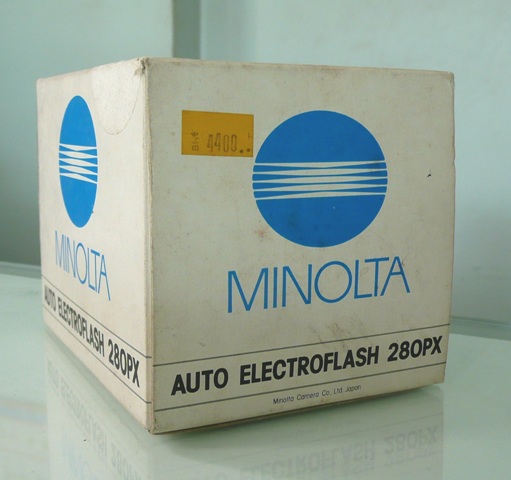 MINOLTA
AUTO ELECTROFLASH 280PX
4400..
MINOLTA
AUTO ELECTROFLASH 280PX
Minolta Camera Co., Ltd. Japan